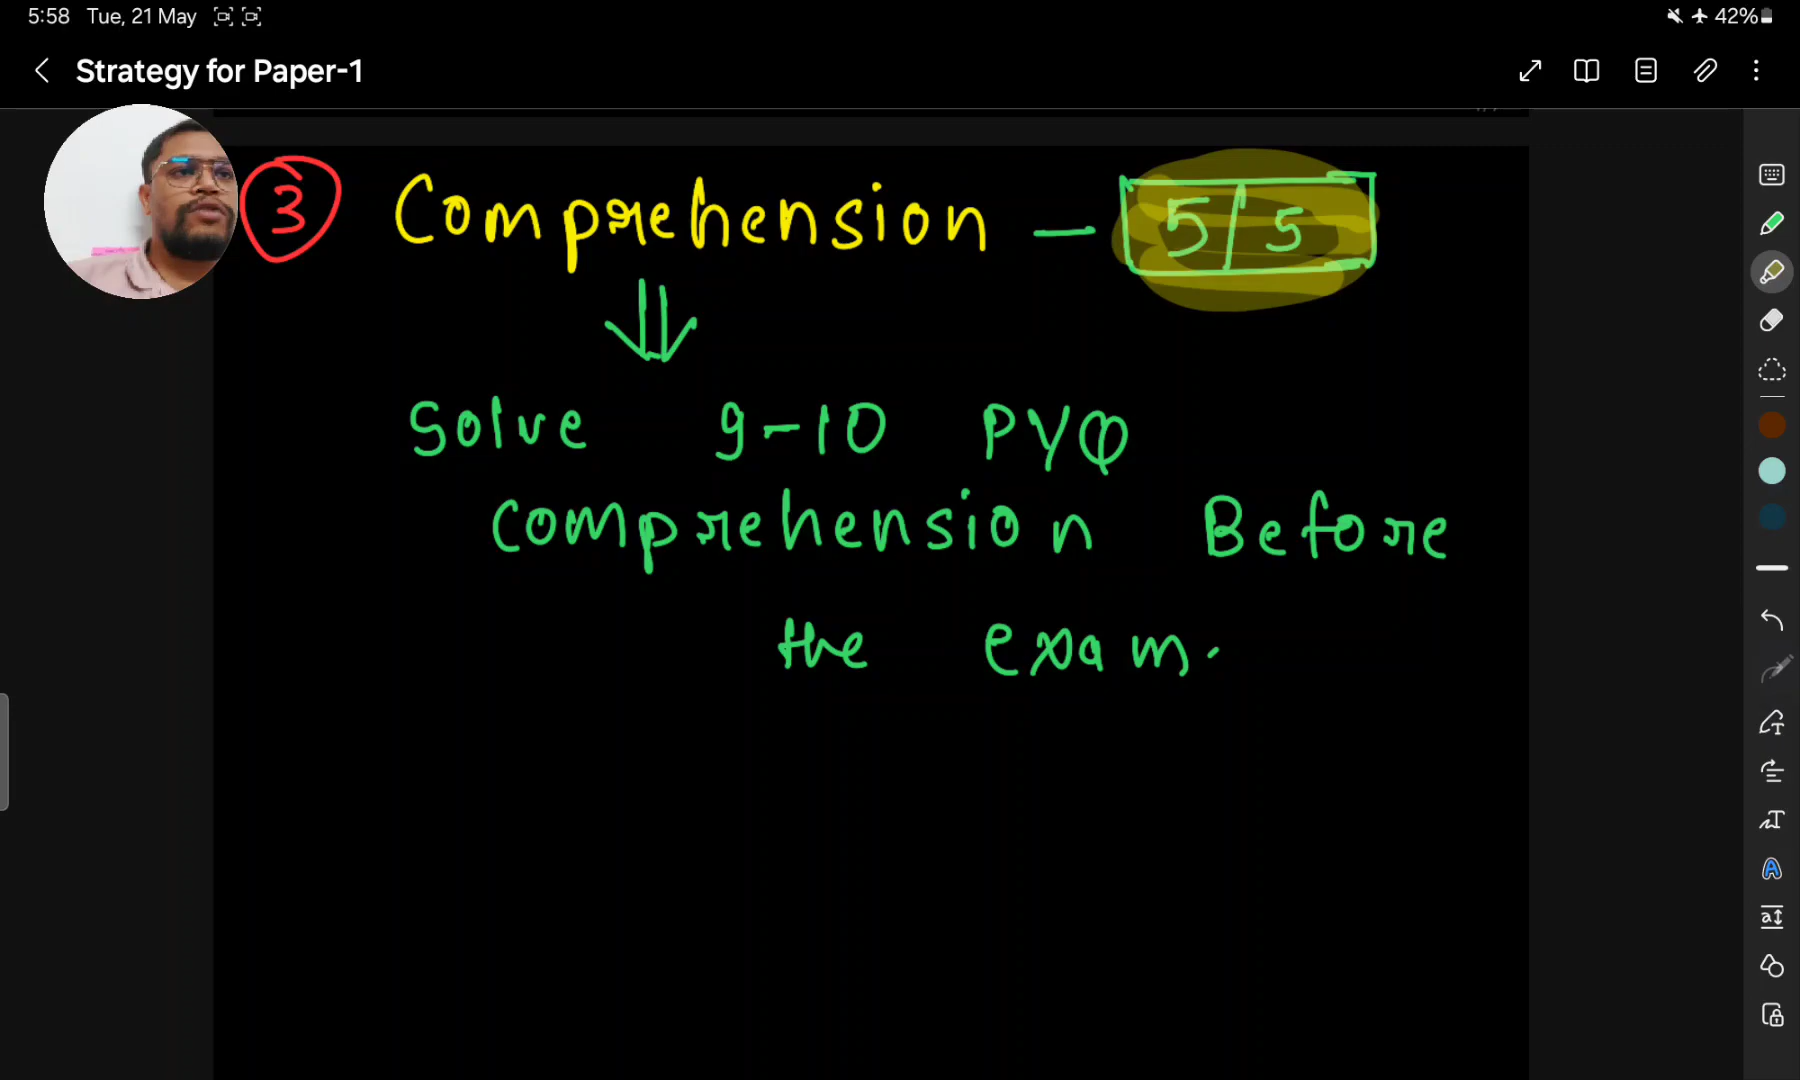 5:58 Tue, 21 May 42%
Strategy for Paper-1
3 Comprehension – 5/5
Solve 9-10 PYQ
Comprehension Before
the exam.